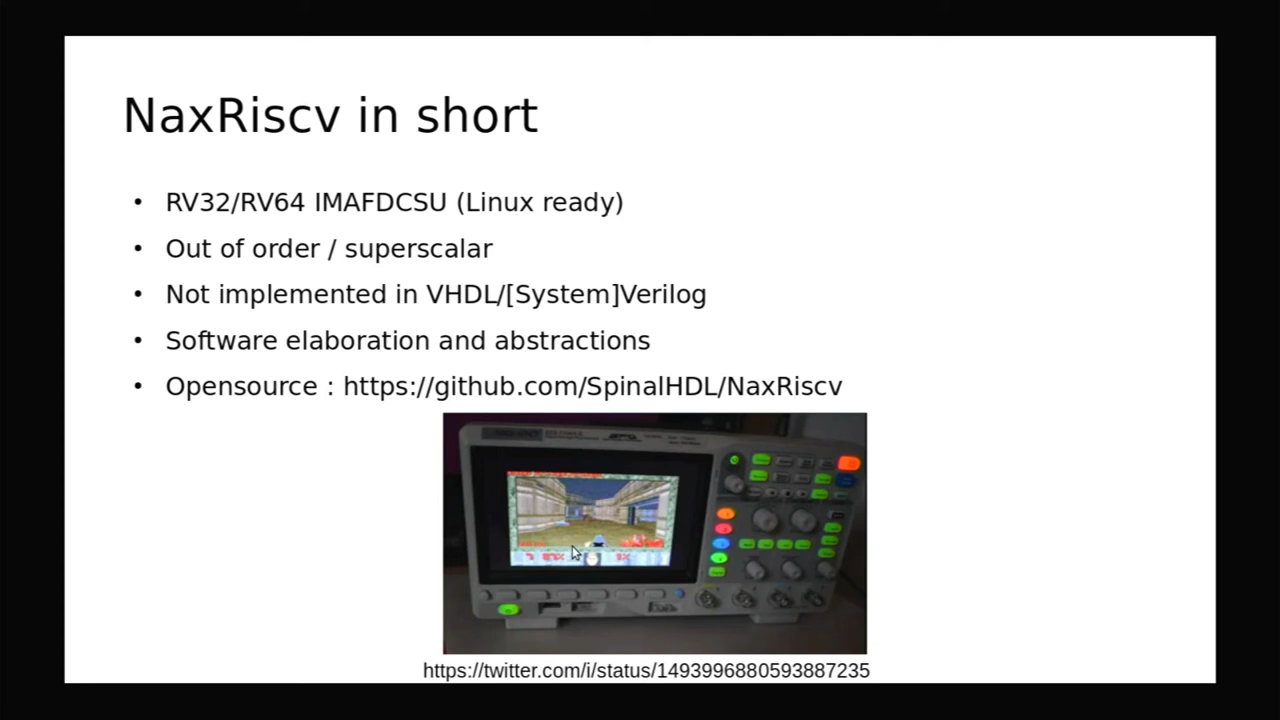 NaxRiscv in short
• RV32/RV64 IMAFDCSU (Linux ready)
• Out of order / superscalar
• Not implemented in VHDL/[System]Verilog
• Software elaboration and abstractions
• Opensource : https://github.com/SpinalHDL/NaxRiscv
https://twitter.com/i/status/1493996880593887235